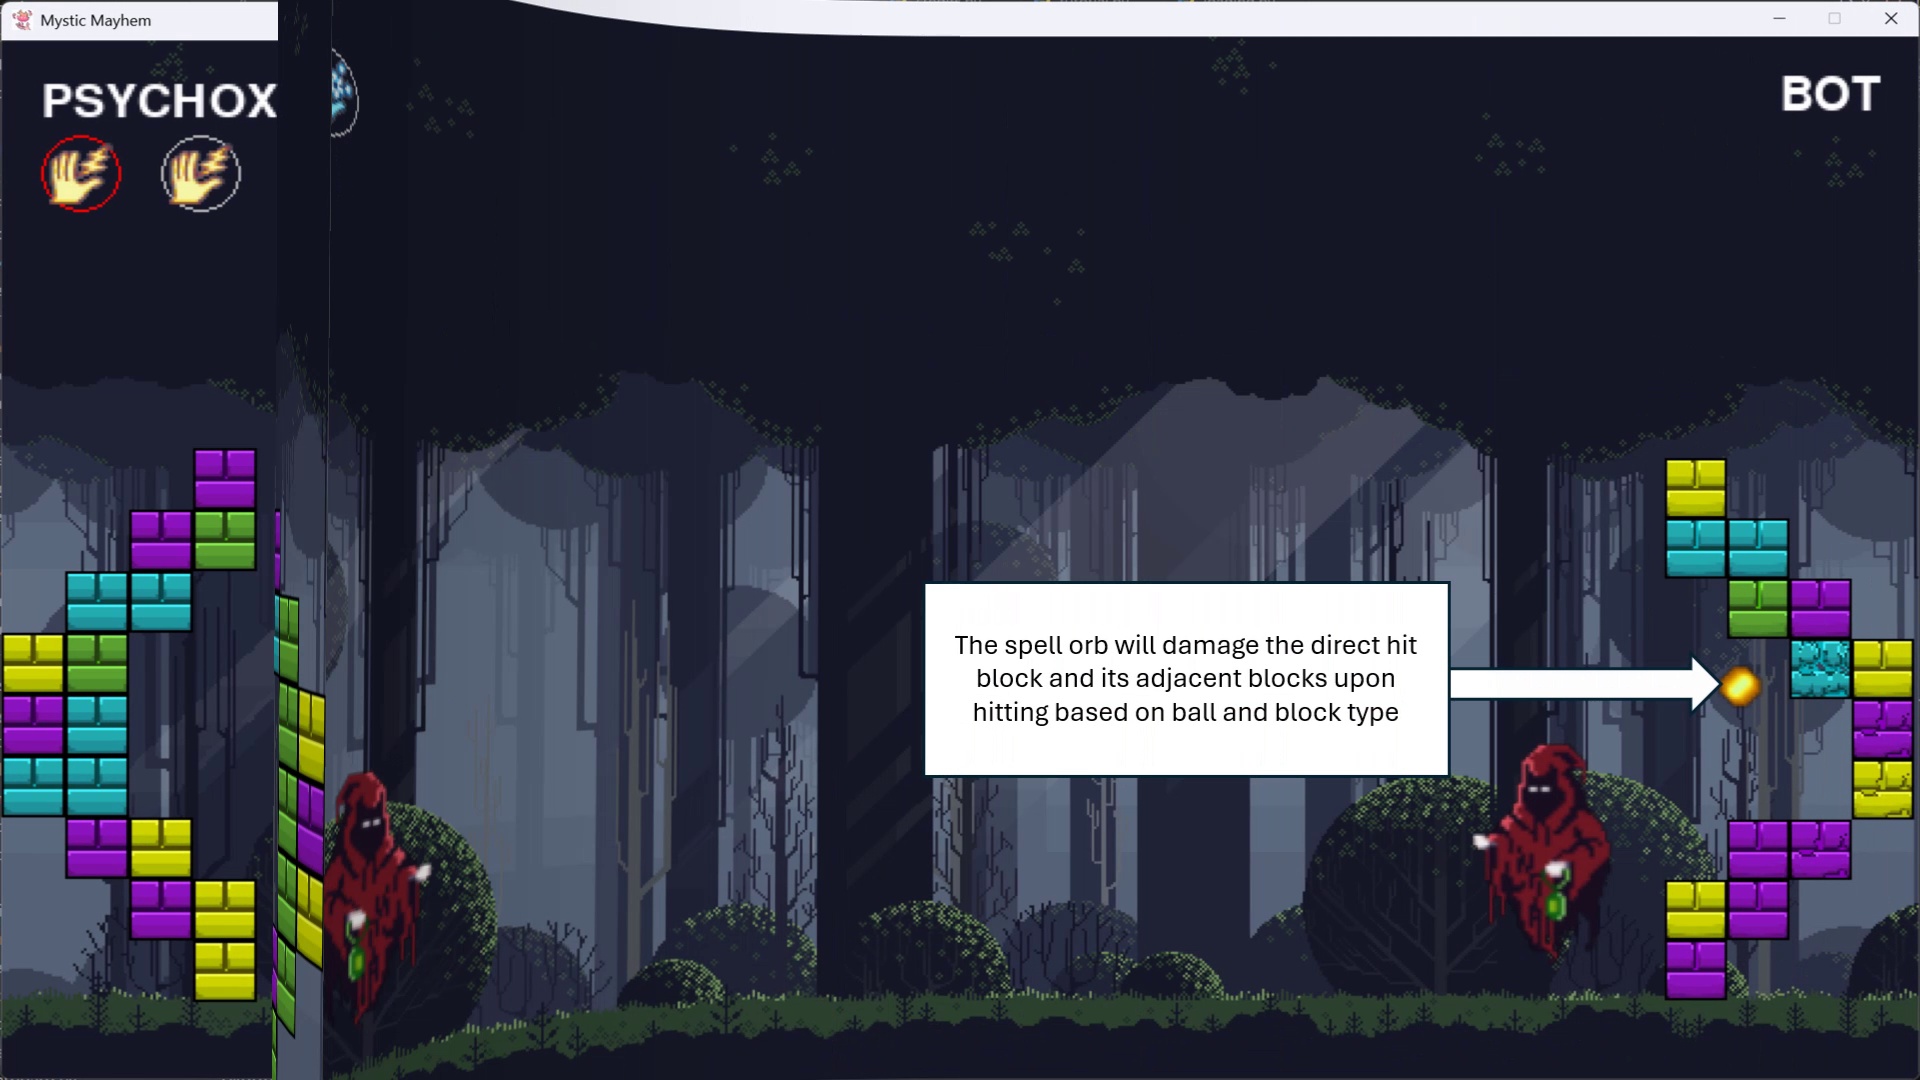 Mystic Mayhem
PSYCHOX
BOT
The spell orb will damage the direct hit
block and its adjacent blocks upon
hitting based on ball and block type